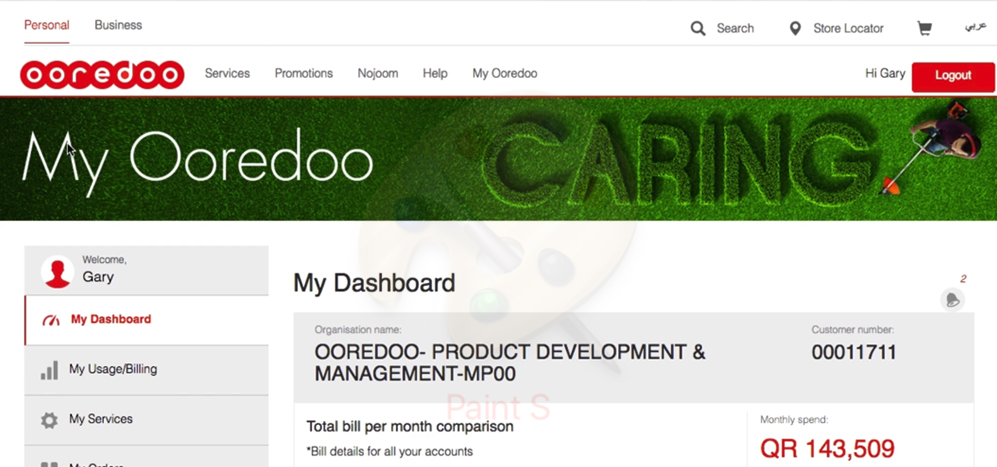 Personal Business
Search Store Locator عربي
ooredoo Services Promotions Nojoom Help My Ooredoo Hi Gary Logout
My Ooredoo CARING
Welcome,
Gary
My Dashboard
My Usage/Billing
My Services
My Dashboard
2
Organisation name:
OOREDOO- PRODUCT DEVELOPMENT &
MANAGEMENT-MP00
Customer number:
00011711
Paint S
Total bill per month comparison
*Bill details for all your accounts
Monthly spend:
QR 143,509